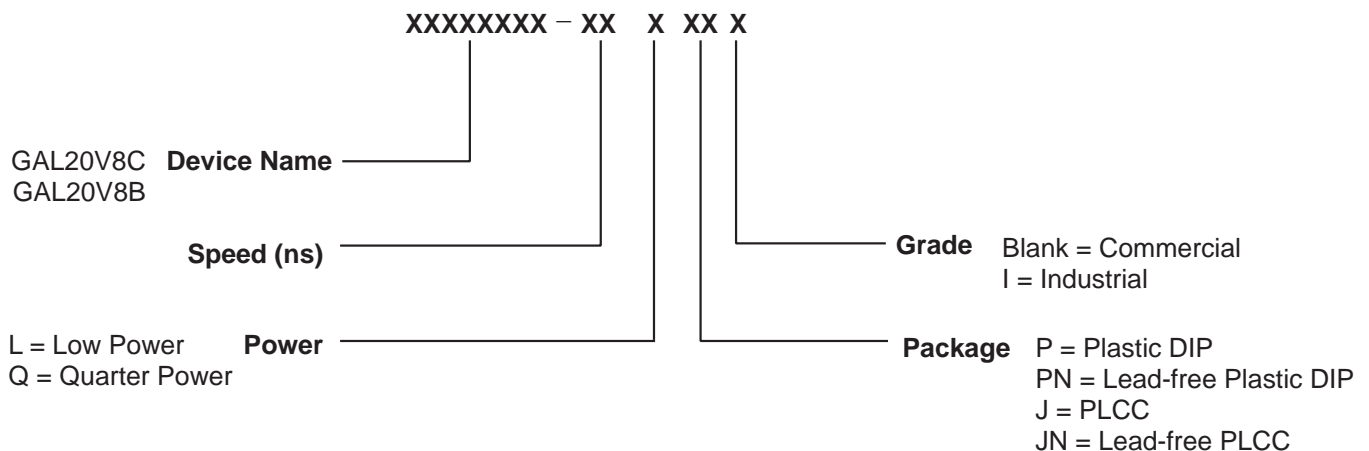 XXXXXXXX – XX X XX X
GAL20V8C Device Name
GAL20V8B
Speed (ns)
Grade Blank = Commercial
I = Industrial
L = Low Power Power
Q = Quarter Power
Package P = Plastic DIP
PN = Lead-free Plastic DIP
J = PLCC
JN = Lead-free PLCC